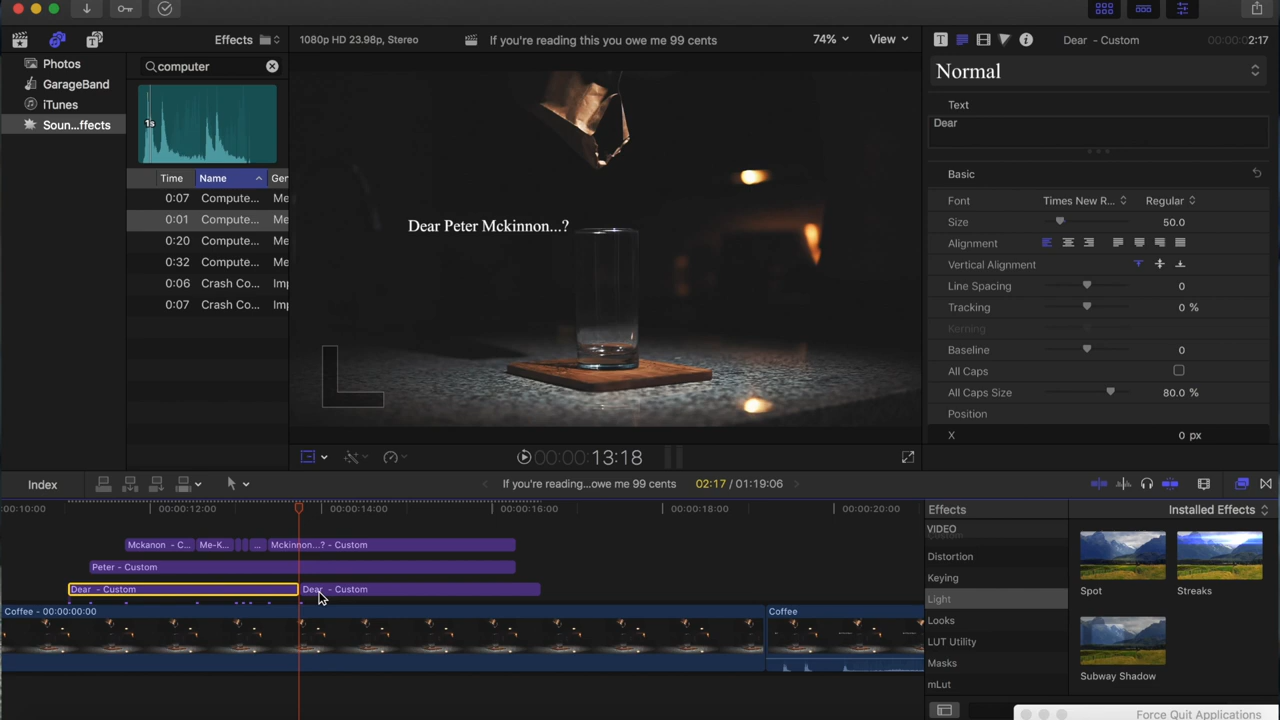 Effects
1080p HD 23.98p, Stereo
If you're reading this you owe me 99 cents
74%
View
Dear - Custom
00:00:02:17
Photos
GarageBand
iTunes
Soun...ffects
computer
1s
Time Name Gen
0:07 Compute... Me
0:01 Compute... Me
0:20 Compute... Me
0:32 Compute... Me
0:06 Crash Co... Imp
0:07 Crash Co... Imp
Dear Peter Mckinnon...?
Normal
Text
Dear
Basic
Font Times New R... Regular
Size 50.0
Alignment
Vertical Alignment
Line Spacing 0
Tracking 0 %
Kerning
Baseline 0
All Caps
All Caps Size 80.0 %
Position
X 0 px
00:00:13:18
Index
If you're reading...owe me 99 cents
02:17 / 01:19:06
:00:10:00 00:00:12:00 00:00:14:00 00:00:16:00 00:00:18:00 00:00:20:00
Mckanon - C... Me-K... ... Mckinnon...? - Custom
Peter - Custom
Dear - Custom Dear - Custom
Coffee - 00:00:00:00 Coffee
Effects Installed Effects
VIDEO
Distortion
Keying
Light
Looks
LUT Utility
Masks
mLut
Spot
Streaks
Subway Shadow
Force Quit Applications